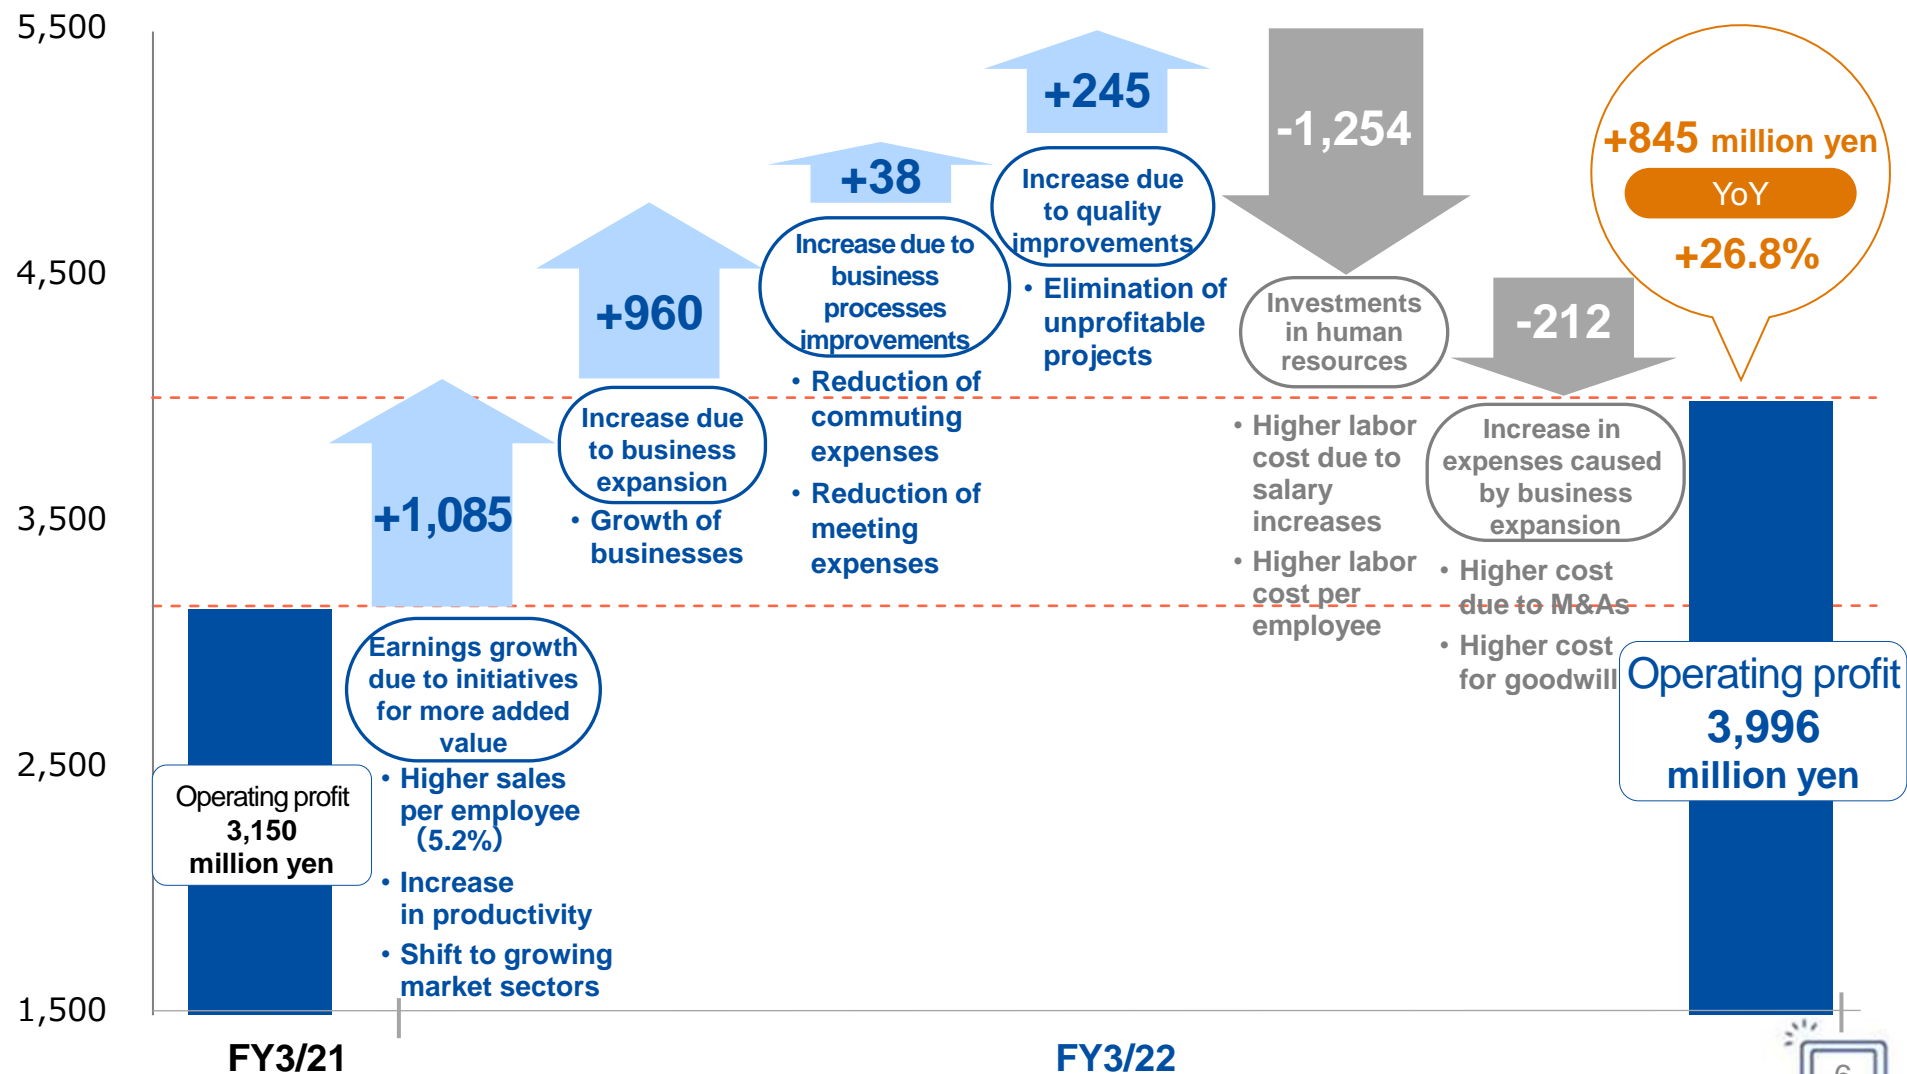 5,500
4,500
3,500
2,500
1,500
Operating profit
3,150
million yen
+1,085
Earnings growth
due to initiatives
for more added
value
• Higher sales
per employee
（5.2%）
• Increase
in productivity
• Shift to growing
market sectors
+960
Increase due
to business
expansion
• Growth of
businesses
+38
Increase due to
business
processes
improvements
• Reduction of
commuting
expenses
• Reduction of
meeting
expenses
+245
Increase due
to quality
improvements
• Elimination of
unprofitable
projects
-1,254
Investments
in human
resources
• Higher labor
cost due to
salary
increases
• Higher labor
cost per
employee
-212
Increase in
expenses caused
by business
expansion
• Higher cost
due to M&As
• Higher cost
for goodwill
+845 million yen
YoY
+26.8%
Operating profit
3,996
million yen
FY3/21
FY3/22
6